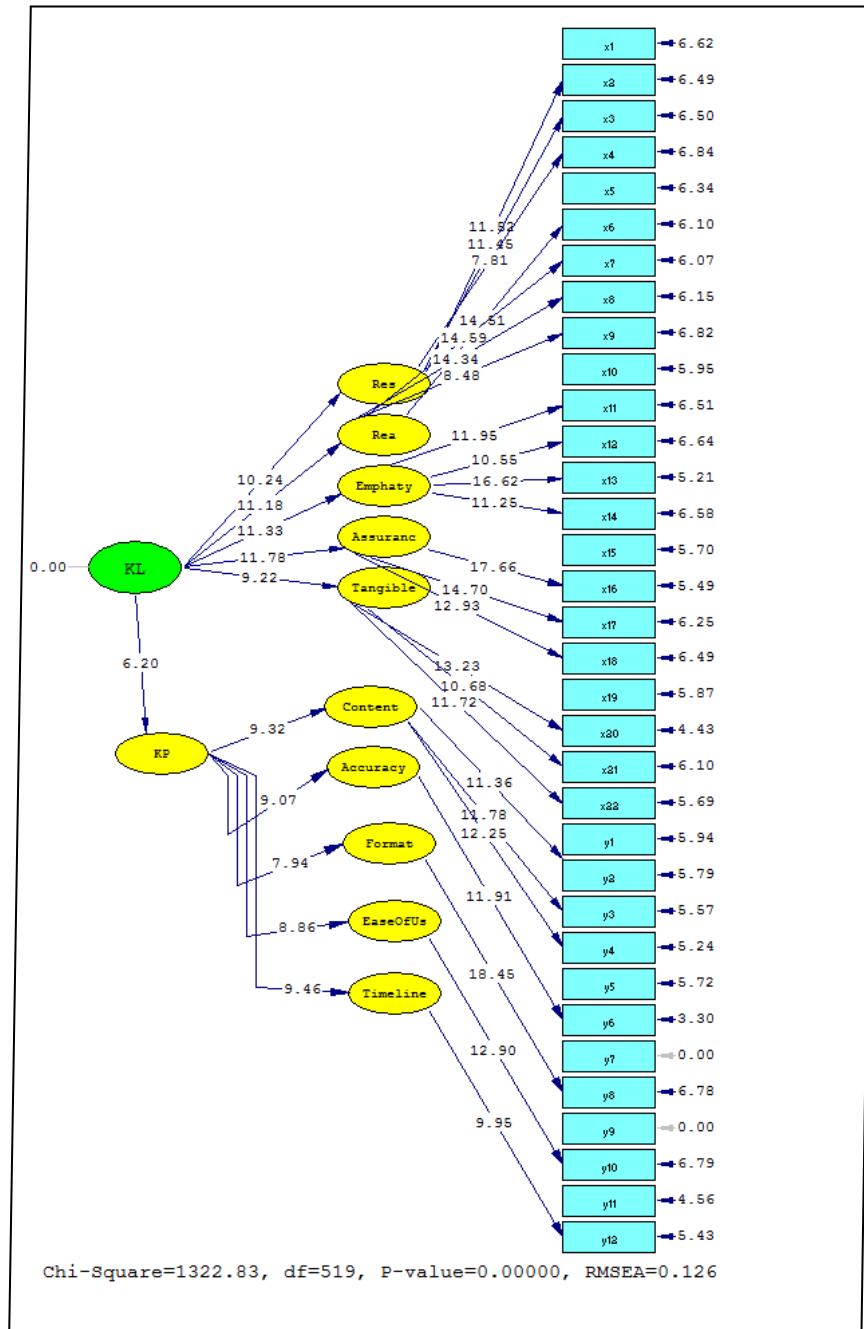 x1 6.62
x2 6.49
x3 6.50
x4 6.84
x5 6.34
11.52
x6 6.10
11.45
7.81
x7 6.07
x8 6.15
14.51
x9 6.82
14.59
14.34
x10 5.95
8.48
Res
x11 6.51
Rea
11.95
x12 6.64
10.55
x13 5.21
10.24
16.62
Emphaty
x14 6.58
11.25
11.18
11.33
Assuranc
x15 5.70
11.78
17.66
0.00 KL
9.22
x16 5.49
Tangible
14.70
12.93
x17 6.25
x18 6.49
6.20
13.23
x19 5.87
10.68
11.72
Content
9.32
x20 4.43
KP
x21 6.10
Accuracy
11.36
9.07
x22 5.69
11.78
12.25
y1 5.94
Format
7.94
y2 5.79
11.91
y3 5.57
EaseOfUs
8.86
y4 5.24
18.45
y5 5.72
9.46
Timeline
y6 3.30
12.90
y7 0.00
y8 6.78
9.95
y9 0.00
y10 6.79
y11 4.56
y12 5.43
Chi-Square=1322.83, df=519, P-value=0.00000, RMSEA=0.126